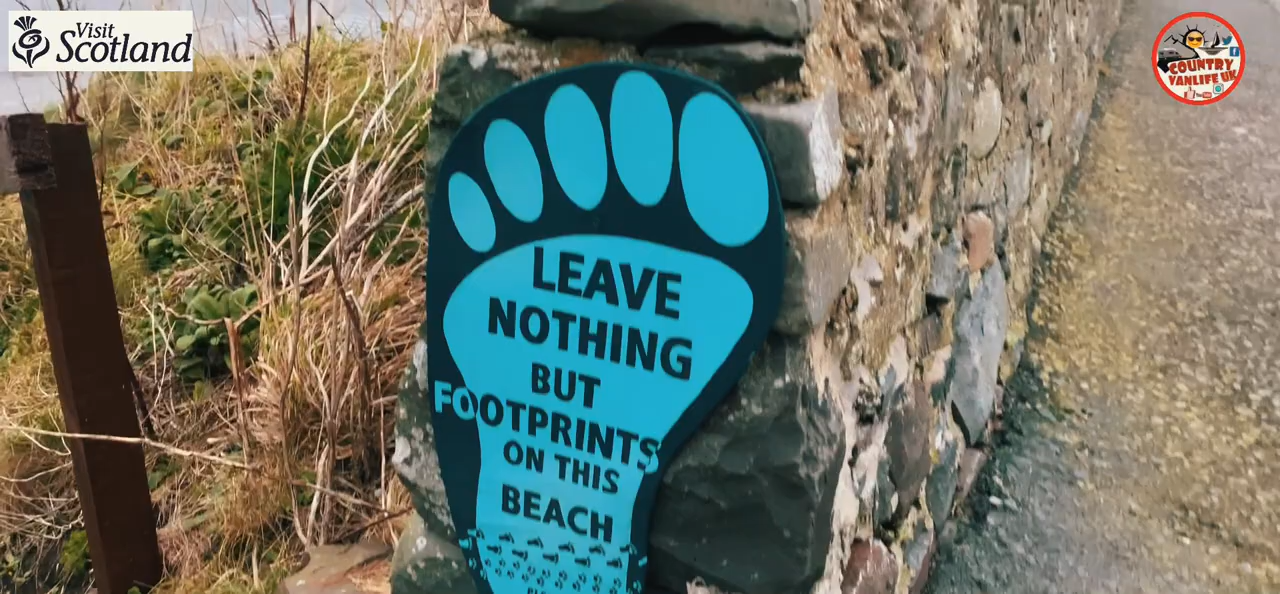 Visit
Scotland
COUNTRY
VANLIFE UK
LEAVE
NOTHING
BUT
FOOTPRINTS
ON THIS
BEACH